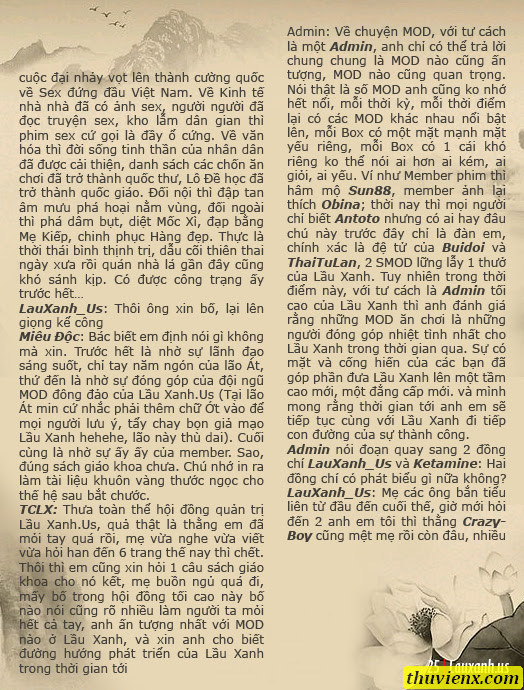 cuộc đại nhảy vọt lên thành cường quốc
về Sex đứng đầu Việt Nam. Về Kinh tế
nhà nhà đã có ảnh sex, người người đã
đọc truyện sex, kho lẩm dân gian thì
phim sex cứ gọi là đầy ổ cứng. Về văn
hóa thì đời sống tinh thần của nhân dân
đã được cải thiện, danh sách các chốn ăn
chơi đã trở thành quốc thư, Lô Đề học đã
trở thành quốc giáo. Đối nội thì đập tan
âm mưu phá hoại nằm vùng, đối ngoài
thì phá dâm bụt, diệt Mốc Xì, đạp bằng
Mẹ Kiếp, chinh phục Hàng đẹp. Thực là
thời thái bình thịnh trị, dẫu cối thiên thai
ngày xưa rồi quán nhà lá gần đây cũng
khó sánh kịp. Có được công trạng ấy
trước hết...
LauXanh_Us: Thôi ông xin bố, lại lên
giọng kể công
Miêu Độc: Bác biết em định nói gì không
mà xin. Trước hết là nhờ sự lãnh đạo
sáng suốt, chỉ tay năm ngón của lão Át,
thứ đến là nhờ sự đóng góp của đội ngũ
MOD đông đảo của Lầu Xanh.Us (Tại lão
Át min cứ nhắc phải thêm chữ Ớt vào để
mọi người lưu ý, tẩy chay bọn giả mạo
Lầu Xanh hehehe, lão này thù dai). Cuối
cùng là nhờ sự ấy ấy của member. Sao,
đúng sách giáo khoa chưa. Chú nhớ in ra
làm tài liệu khuôn vàng thước ngọc cho
thế hệ sau bắt chước.
TCLX: Thưa toàn thể hội đồng quản trị
Lầu Xanh.Us, quả thật là thằng em đã
mỏi tay quá rồi, mẹ vừa nghe vừa viết
vừa hỏi han đến 6 trang thế nay thì chết.
Thôi thì em cũng xin hỏi 1 câu sách giáo
khoa cho nó kết, mẹ buồn ngủ quá đi,
mấy bố trong hội đồng tối cao này bố
nào nói cũng rõ nhiều làm người ta mỏi
hết cả tay, anh ấn tượng nhất với MOD
nào ở Lầu Xanh, và xin anh cho biết
đường hướng phát triển của Lầu Xanh
trong thời gian tới
Admin: Về chuyện MOD, với tư cách
là một Admin, anh chỉ có thể trả lời
chung chung là MOD nào cũng ấn
tượng, MOD nào cũng quan trọng.
Nói thật là số MOD anh cũng ko nhớ
hết nổi, mỗi thời kỳ, mỗi thời điểm
lại có các MOD khác nhau nổi bật
lên, mỗi Box có một mặt mạnh mặt
yếu riêng, mỗi Box có 1 cái khó
riêng ko thể nói ai hơn ai kém, ai
giỏi, ai yếu. Ví như Member phim thì
hâm mộ Sun88, member ảnh lại
thích Obina; thời nay thì mọi người
chỉ biết Antoto nhưng có ai hay đâu
chú này trước đây chỉ là đàn em,
chính xác là đệ tử của Buidoi và
ThaiTuLan, 2 SMOD lững lẫy 1 thưở
của Lầu Xanh. Tuy nhiên trong thời
điểm này, với tư cách là Admin tối
cao của Lầu Xanh thì anh đánh giá
rằng những MOD ăn chơi là những
người đóng góp nhiệt tình nhất cho
Lầu Xanh trong thời gian qua. Sự có
mặt và cống hiến của các bạn đã
góp phần đưa Lầu Xanh lên một tầm
cao mới, một đẳng cấp mới. và mình
mong rằng thời gian tới anh em sẽ
tiếp tục cùng với Lầu Xanh đi tiếp
con đường của sự thành công.
Admin nói đoạn quay sang 2 đồng
chí LauXanh_Us và Ketamine: Hai
đồng chí có phát biểu gì nữa không?
LauXanh_Us: Mẹ các ông bắn tiểu
liên từ đầu đến cuối thế, giờ mới hỏi
đến 2 anh em tôi thì thằng Crazy-
Boy cũng mệt mẹ rồi còn đâu, nhiều
25 | Lauxanh.us
thuvienx.com